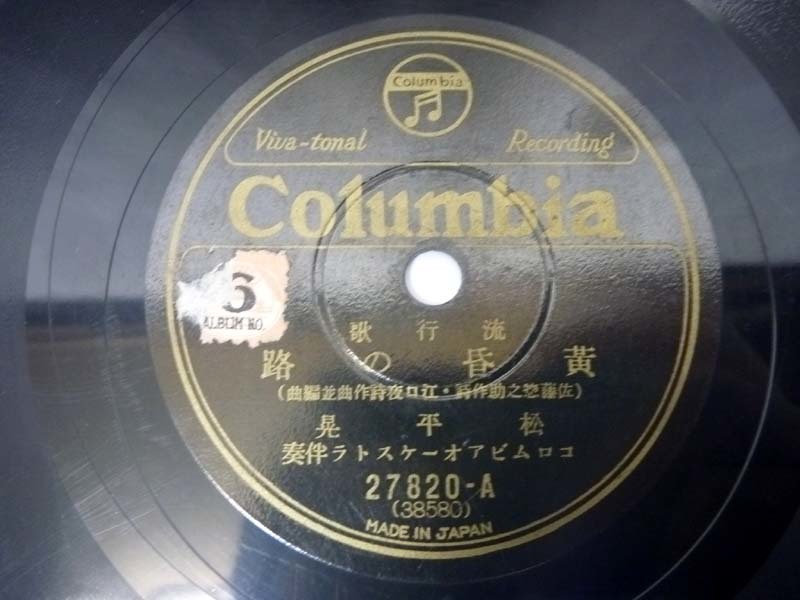 Columbia
Viva-tonal Recording
Columbia
6
ALBUM NO.
流行歌
黃昏の路
(佐藤惣之助作詩・江口夜詩作曲並編曲)
松平晃
コロムビアオーケストラ伴奏
27820-A
(38580)
MADE IN JAPAN